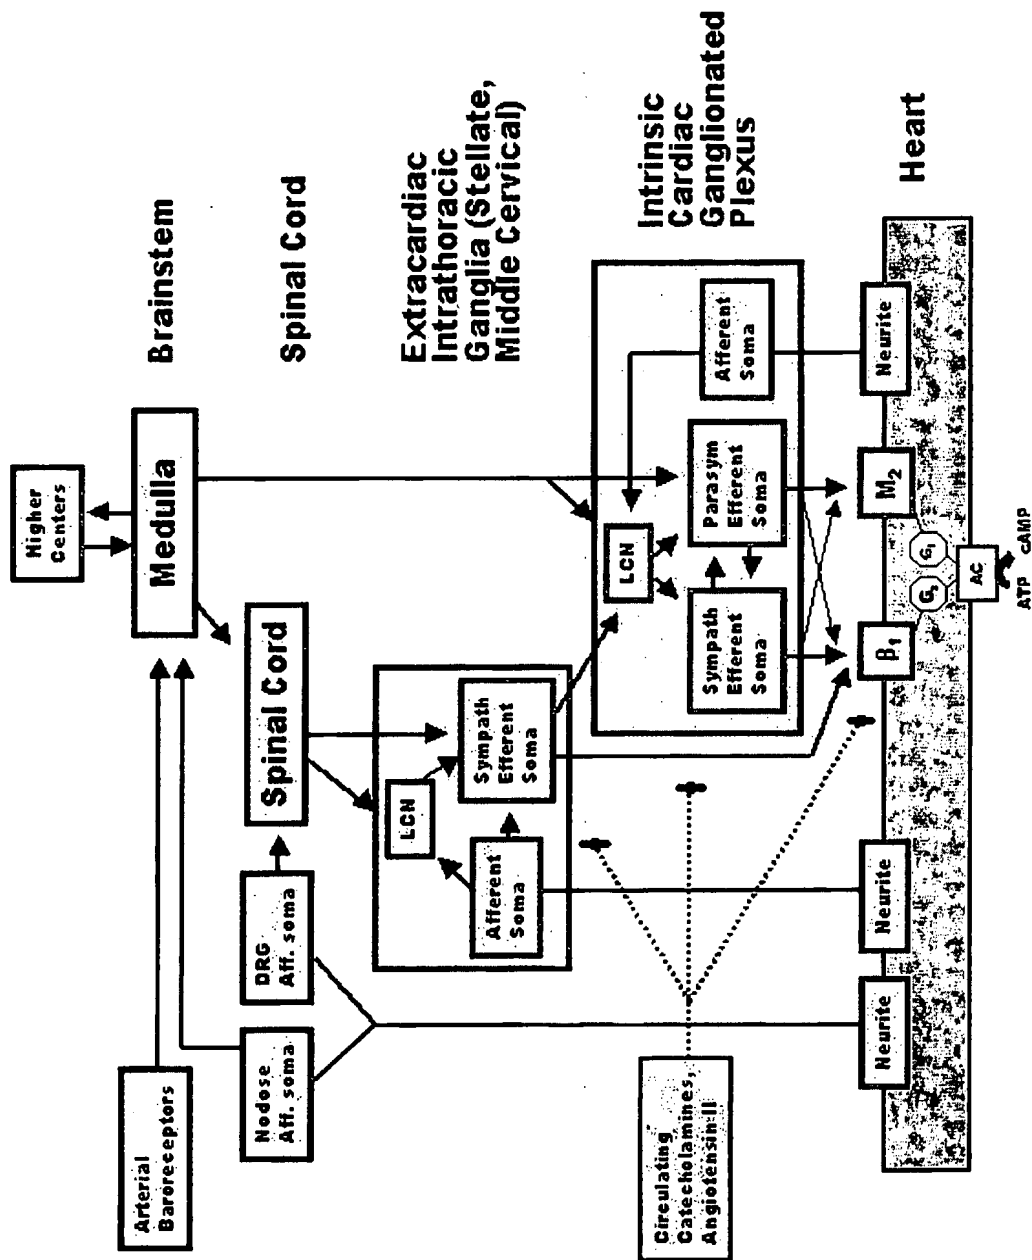 Higher
Centers
Medulla
Brainstem
Arterial
Baroreceptors
Nodose
Aff. soma
DRG
Aff. soma
Spinal Cord
Spinal Cord
LCN
Afferent
Soma
Sympath
Efferent
Soma
Extracardiac
Intrathoracic
Ganglia (Stellate,
Middle Cervical)
Circulating
Catecholamines,
Angiotensin II
LCN
Sympath
Efferent
Soma
Parasym
Efferent
Soma
Afferent
Soma
Intrinsic
Cardiac
Ganglionated
Plexus
Neurite
Neurite
β1
M2
Neurite
Gs
Gi
AC
ATP
cAMP
Heart